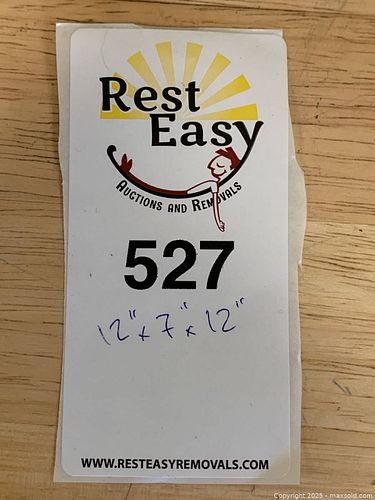 Rest
Easy
AUCTIONS AND REMOVALS
527
12" x 7" x 12"
WWW.RESTEASYREMOVALS.COM
Copyright © 2025 - maxsold.com